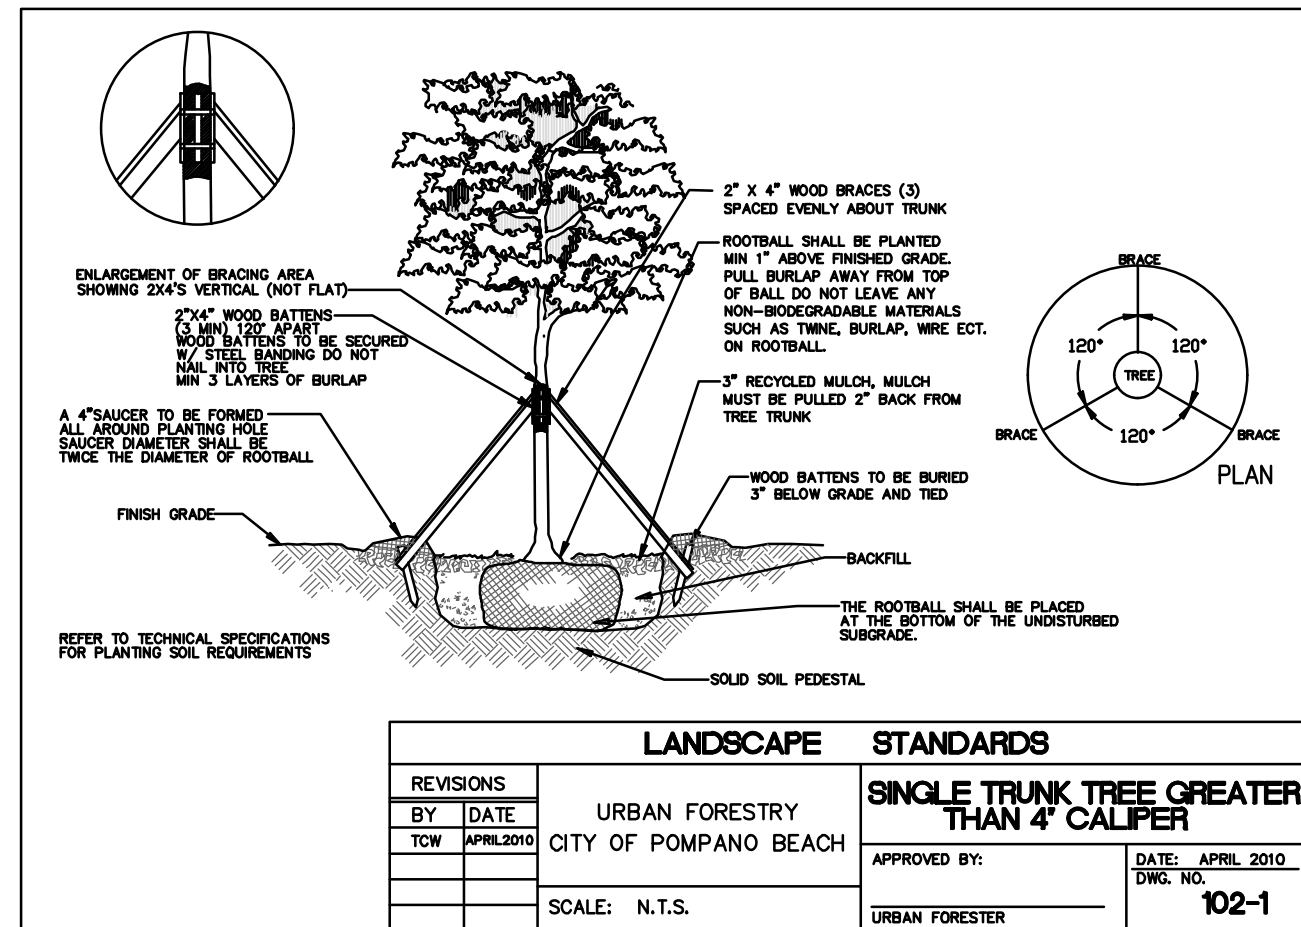 ENLARGEMENT OF BRACING AREA
SHOWING 2X4'S VERTICAL (NOT FLAT)
2"X4" WOOD BATTENS
(3 MIN) 120° APART
WOOD BATTENS TO BE SECURED
W/ STEEL BANDING DO NOT
NAIL INTO TREE
MIN 3 LAYERS OF BURLAP
A 4"SAUCER TO BE FORMED
ALL AROUND PLANTING HOLE
SAUCER DIAMETER SHALL BE
TWICE THE DIAMETER OF ROOTBALL
FINISH GRADE
REFER TO TECHNICAL SPECIFICATIONS
FOR PLANTING SOIL REQUIREMENTS
2" X 4" WOOD BRACES (3)
SPACED EVENLY ABOUT TRUNK
ROOTBALL SHALL BE PLANTED
MIN 1" ABOVE FINISHED GRADE.
PULL BURLAP AWAY FROM TOP
OF BALL DO NOT LEAVE ANY
NON-BIODEGRADABLE MATERIALS
SUCH AS TWINE, BURLAP, WIRE ECT.
ON ROOTBALL.
3" RECYCLED MULCH, MULCH
MUST BE PULLED 2" BACK FROM
TREE TRUNK
WOOD BATTENS TO BE BURIED
3" BELOW GRADE AND TIED
BACKFILL
THE ROOTBALL SHALL BE PLACED
AT THE BOTTOM OF THE UNDISTURBED
SUBGRADE.
SOLID SOIL PEDESTAL
BRACE
120° 120°
TREE
120°
BRACE BRACE
PLAN
LANDSCAPE STANDARDS
REVISIONS
BY DATE
TCW APRIL2010
URBAN FORESTRY
CITY OF POMPANO BEACH
SCALE: N.T.S.
SINGLE TRUNK TREE GREATER
THAN 4" CALIPER
APPROVED BY:
URBAN FORESTER
DATE: APRIL 2010
DWG. NO.
102-1